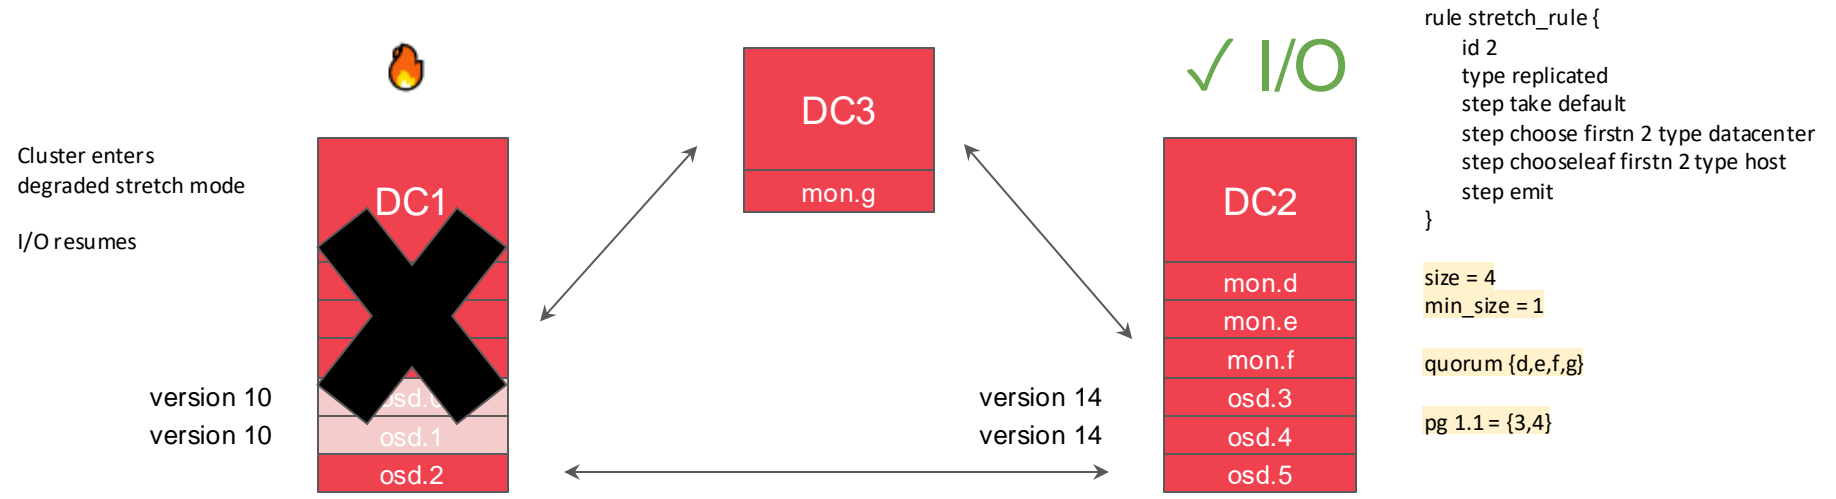 Cluster enters
degraded stretch mode
I/O resumes
DC1
osd.1
osd.2
version 10
version 10
DC3
mon.g
✓ I/O
DC2
mon.d
mon.e
mon.f
osd.3
osd.4
osd.5
version 14
version 14
rule stretch_rule {
id 2
type replicated
step take default
step choose firstn 2 type datacenter
step chooseleaf firstn 2 type host
step emit
}
size = 4
min_size = 1
quorum {d,e,f,g}
pg 1.1 = {3,4}